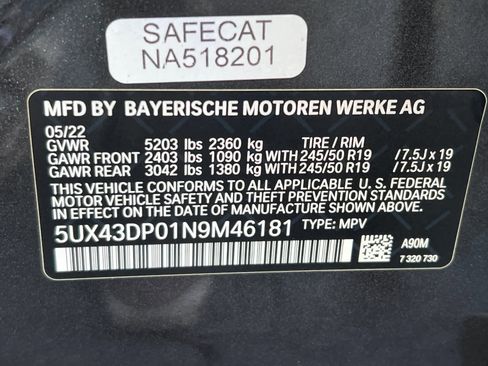 SAFECAT
NA518201
MFD BY BAYERISCHE MOTOREN WERKE AG
05/22
GVWR 5203 lbs 2360 kg TIRE / RIM
GAWR FRONT 2403 lbs 1090 kg WITH 245/50 R19 / 7.5J x 19
GAWR REAR 3042 lbs 1380 kg WITH 245/50 R19 / 7.5J x 19
THIS VEHICLE CONFORMS TO ALL APPLICABLE U. S. FEDERAL
MOTOR VEHICLE SAFETY AND THEFT PREVENTION STANDARDS
IN EFFECT ON THE DATE OF MANUFACTURE SHOWN ABOVE.
5UX43DP01N9M46181 TYPE: MPV
A90M
7 320 730